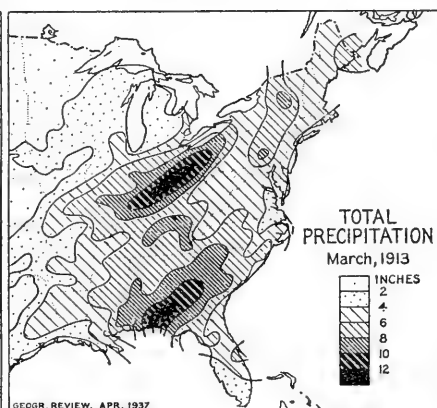 TOTAL
PRECIPITATION
March, 1913
INCHES
2
4
6
8
10
12
GEOGR. REVIEW, APR. 1937